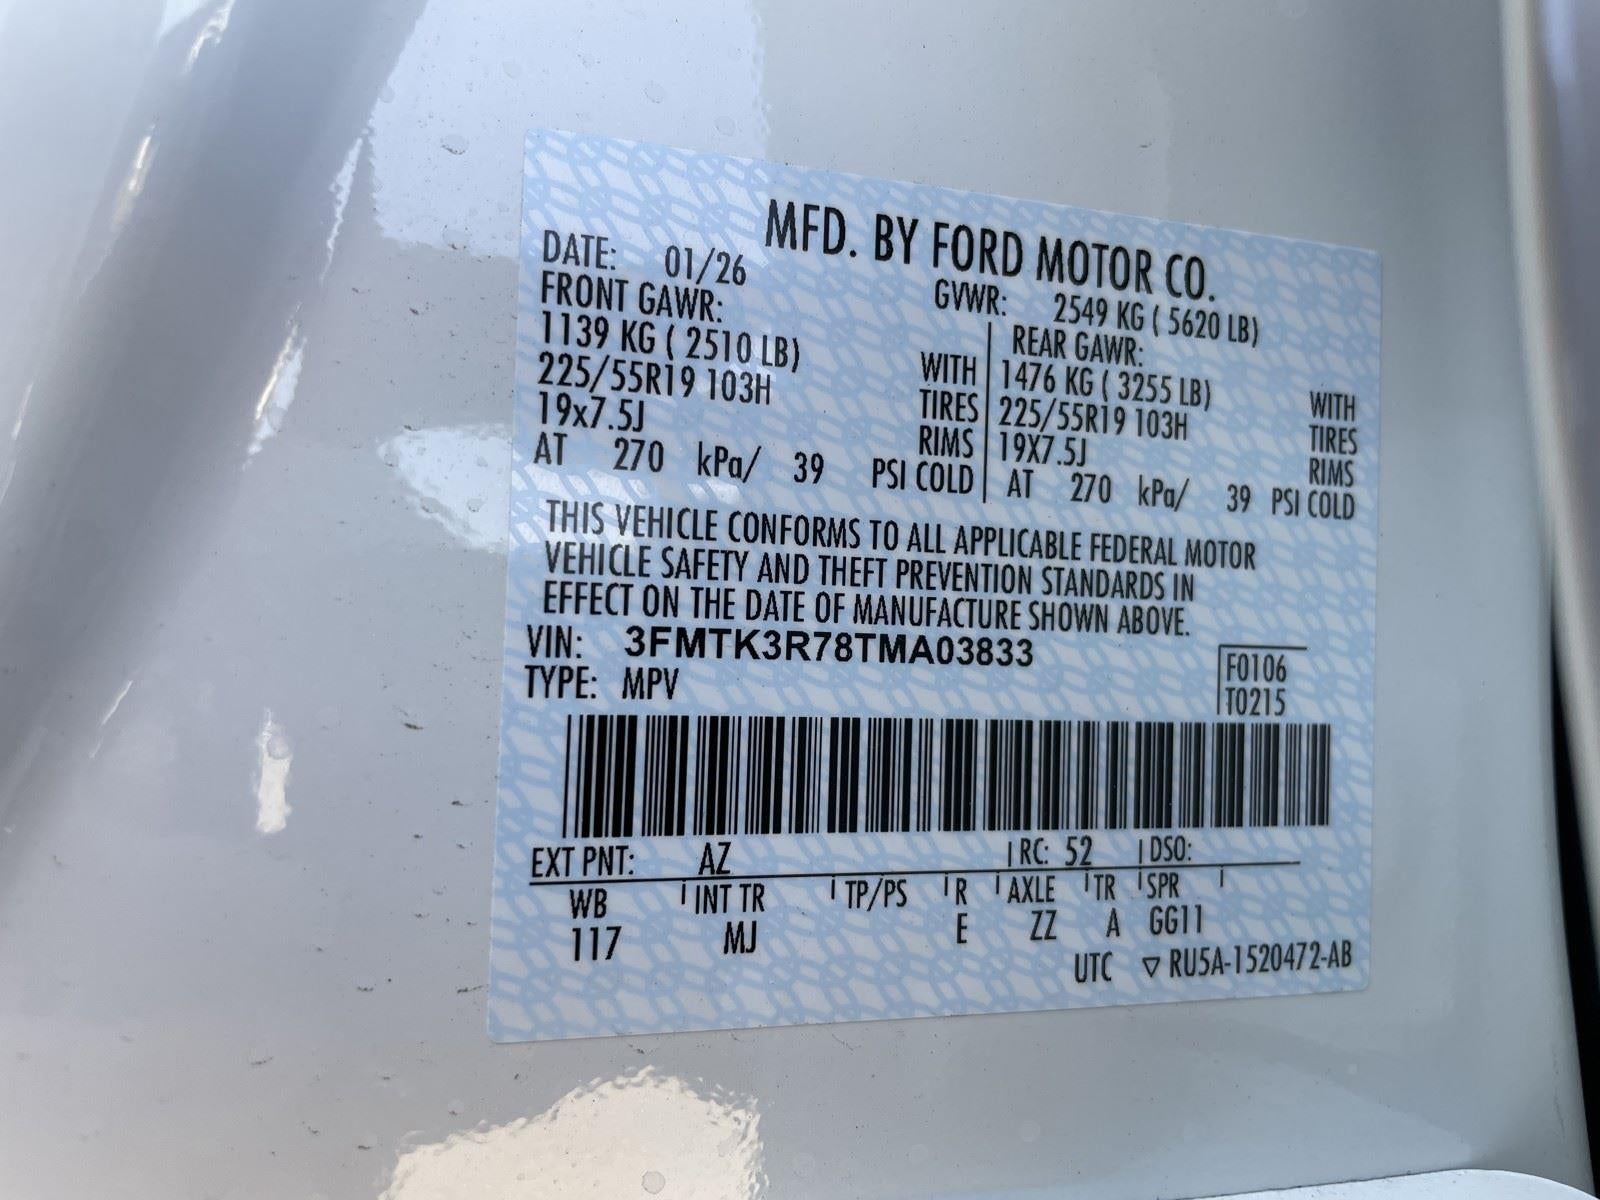 MFD. BY FORD MOTOR CO.
DATE: 01/26 GVWR: 2549 KG ( 5620 LB)
FRONT GAWR: REAR GAWR:
1139 KG ( 2510 LB) WITH 1476 KG ( 3255 LB) WITH
225/55R19 103H TIRES 225/55R19 103H TIRES
19x7.5J RIMS 19X7.5J RIMS
AT 270 kPa/ 39 PSI COLD AT 270 kPa/ 39 PSI COLD
THIS VEHICLE CONFORMS TO ALL APPLICABLE FEDERAL MOTOR
VEHICLE SAFETY AND THEFT PREVENTION STANDARDS IN
EFFECT ON THE DATE OF MANUFACTURE SHOWN ABOVE.
VIN: 3FMTK3R78TMA03833
TYPE: MPV
F0106
T0215
EXT PNT: AZ RC: 52 DSO:
WB INT TR TP/PS R AXLE TR SPR
117 MJ E ZZ A GG11
UTC ▽ RU5A-1520472-AB